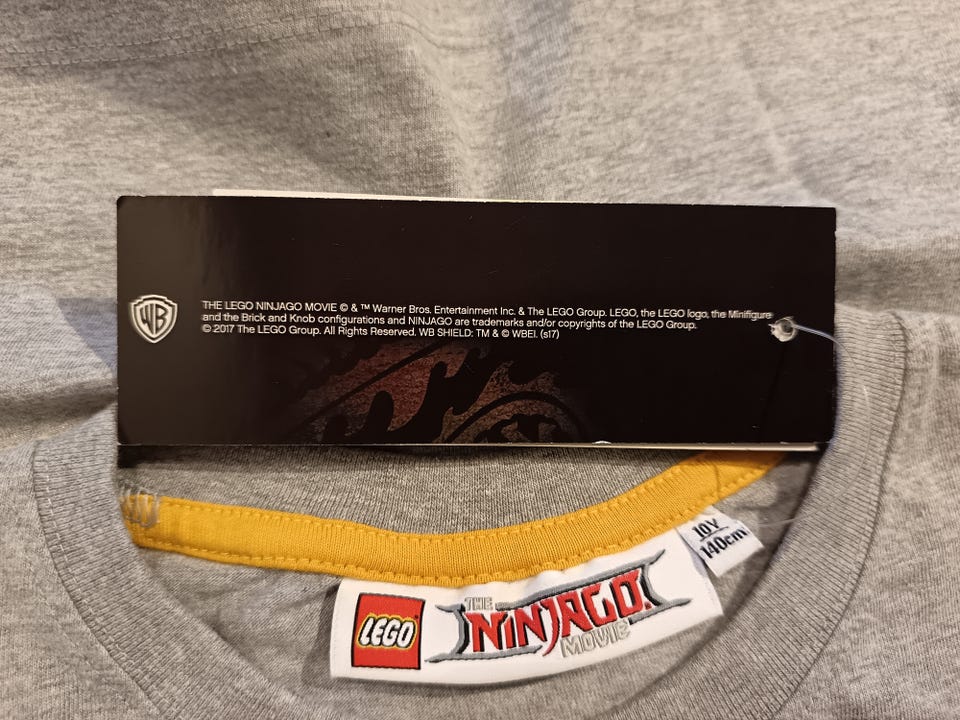 WB
THE LEGO NINJAGO MOVIE © & ™ Warner Bros. Entertainment Inc. & The LEGO Group. LEGO, the LEGO logo, the Minifigure
and the Brick and Knob configurations and NINJAGO are trademarks and/or copyrights of the LEGO Group.
© 2017 The LEGO Group. All Rights Reserved. WB SHIELD: TM & © WBEI. (s17)
10Y
140cm
LEGO
THE
NINJAGO
MOVIE